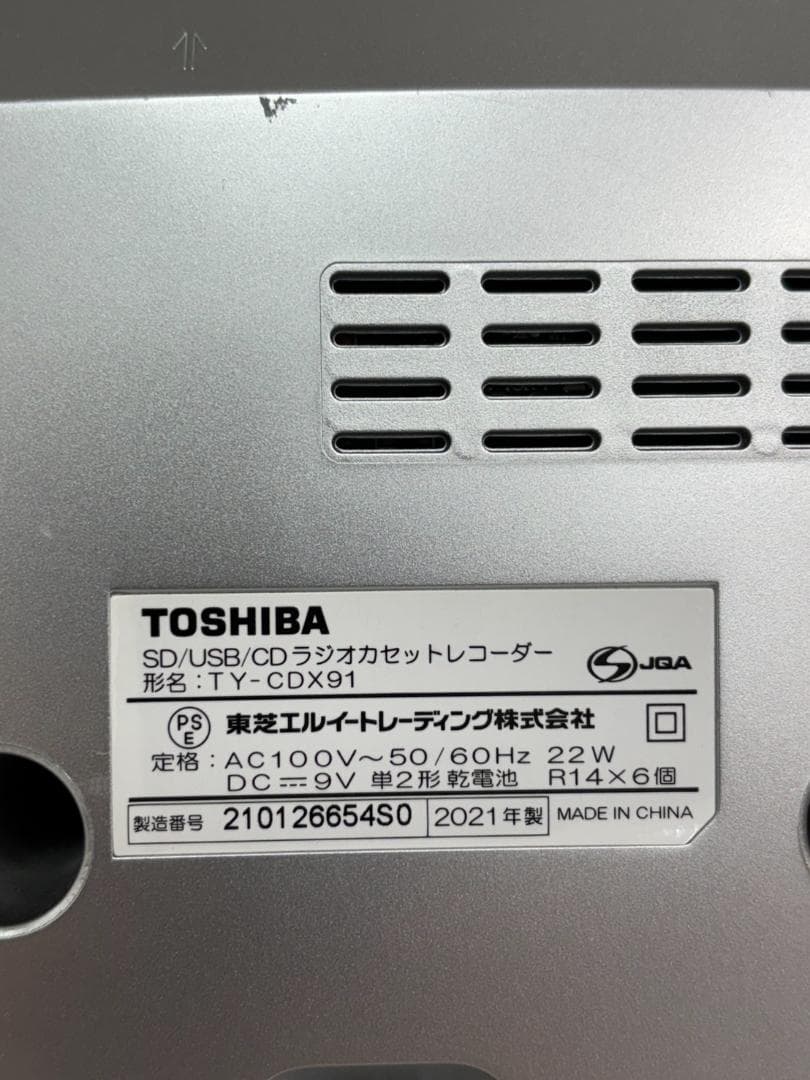 TOSHIBA
SD/USB/CDラジオカセットレコーダー
JQA
形名：TY-CDX91
PSE 東芝エルイートレーディング株式会社
定格：AC100V～50/60Hz 22W
DC⎓9V 単2形乾電池 R14×6個
製造番号 210126654S0 2021年製 MADE IN CHINA